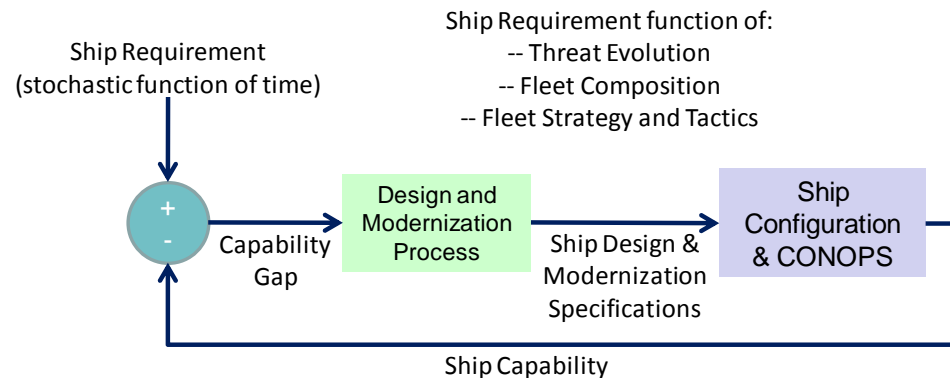 Ship Requirement
(stochastic function of time)
Ship Requirement function of:
-- Threat Evolution
-- Fleet Composition
-- Fleet Strategy and Tactics
+
-
Capability
Gap
Design and
Modernization
Process
Ship Design &
Modernization
Specifications
Ship
Configuration
& CONOPS
Ship Capability